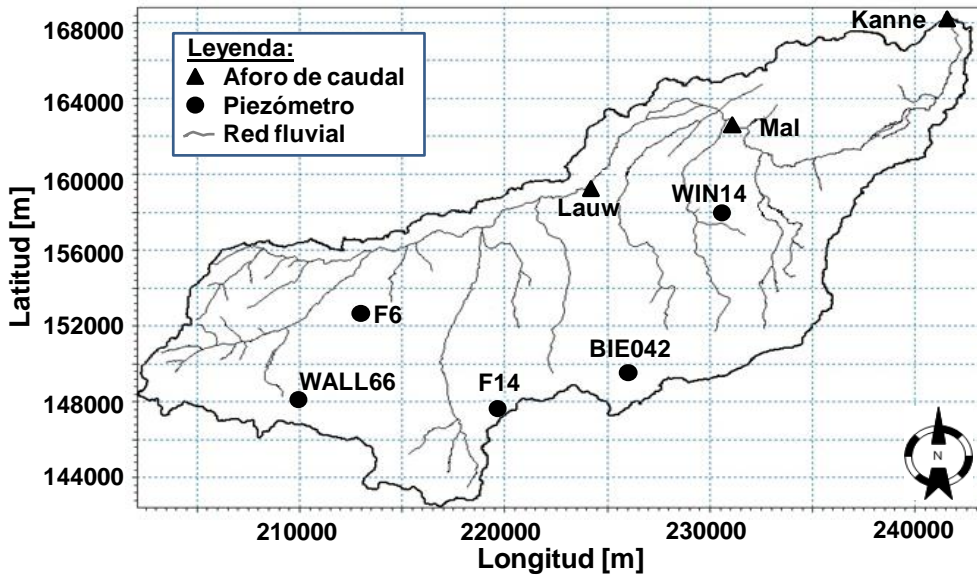 Kanne
168000
Leyenda:
Aforo de caudal
Piezómetro
Red fluvial
164000
Mal
160000
Lauw
WIN14
156000
Latitud [m]
152000
F6
BIE042
WALL66
F14
148000
144000
N
210000 220000 230000 240000
Longitud [m]